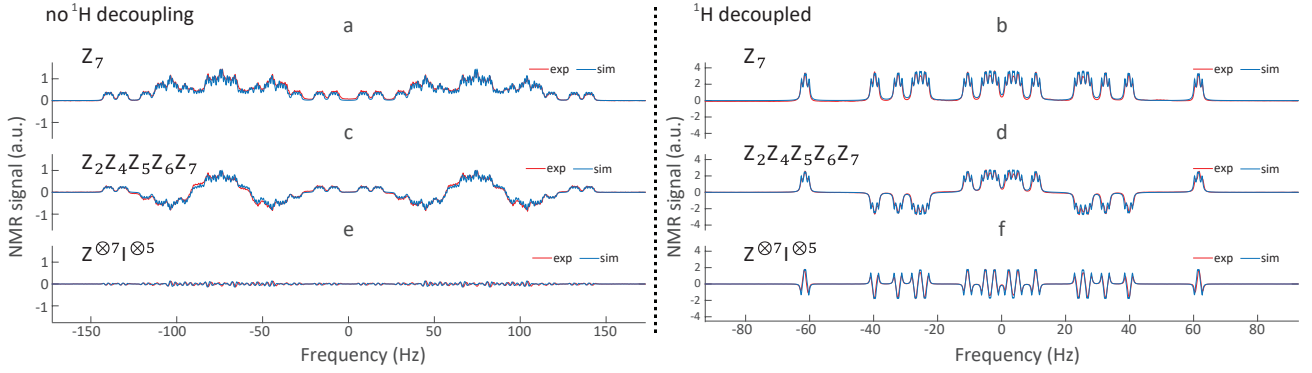 no ¹H decoupling
a
Z₇
exp sim
1
0
-1
c
Z₂Z₄Z₅Z₆Z₇
exp sim
1
0
-1
e
Z⊗⁷I⊗⁵
exp sim
1
0
-1
NMR signal (a.u.)
-150 -100 -50 0 50 100 150
Frequency (Hz)
¹H decoupled
b
Z₇
exp sim
4
2
0
-2
-4
d
Z₂Z₄Z₅Z₆Z₇
exp sim
4
2
0
-2
-4
f
Z⊗⁷I⊗⁵
exp sim
4
2
0
-2
-4
NMR signal (a.u.)
-80 -60 -40 -20 0 20 40 60 80
Frequency (Hz)